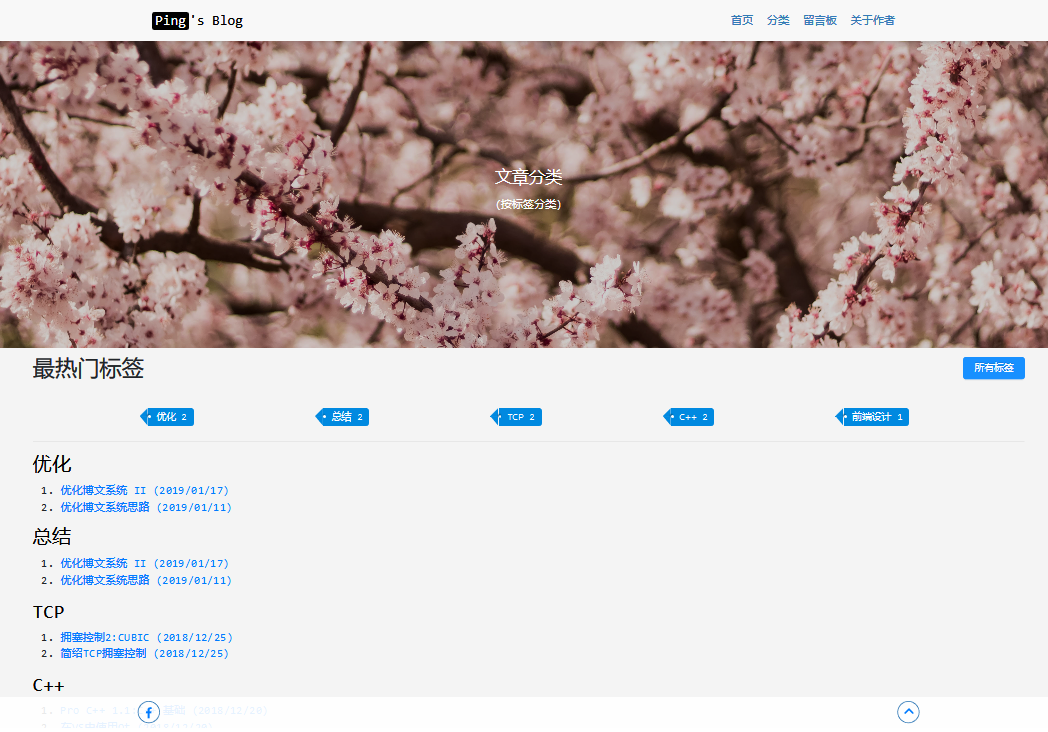 Ping's Blog
首页 分类 留言板 关于作者
文章分类
(按标签分类)
最热门标签
所有标签
优化 2 总结 2 TCP 2 C++ 2 前端设计 1
优化
1. 优化博文系统 II (2019/01/17)
2. 优化博文系统思路 (2019/01/11)
总结
1. 优化博文系统 II (2019/01/17)
2. 优化博文系统思路 (2019/01/11)
TCP
1. 拥塞控制2:CUBIC (2018/12/25)
2. 简绍TCP拥塞控制 (2018/12/25)
C++
1. Pro C++ 基础 (2018/12/20)